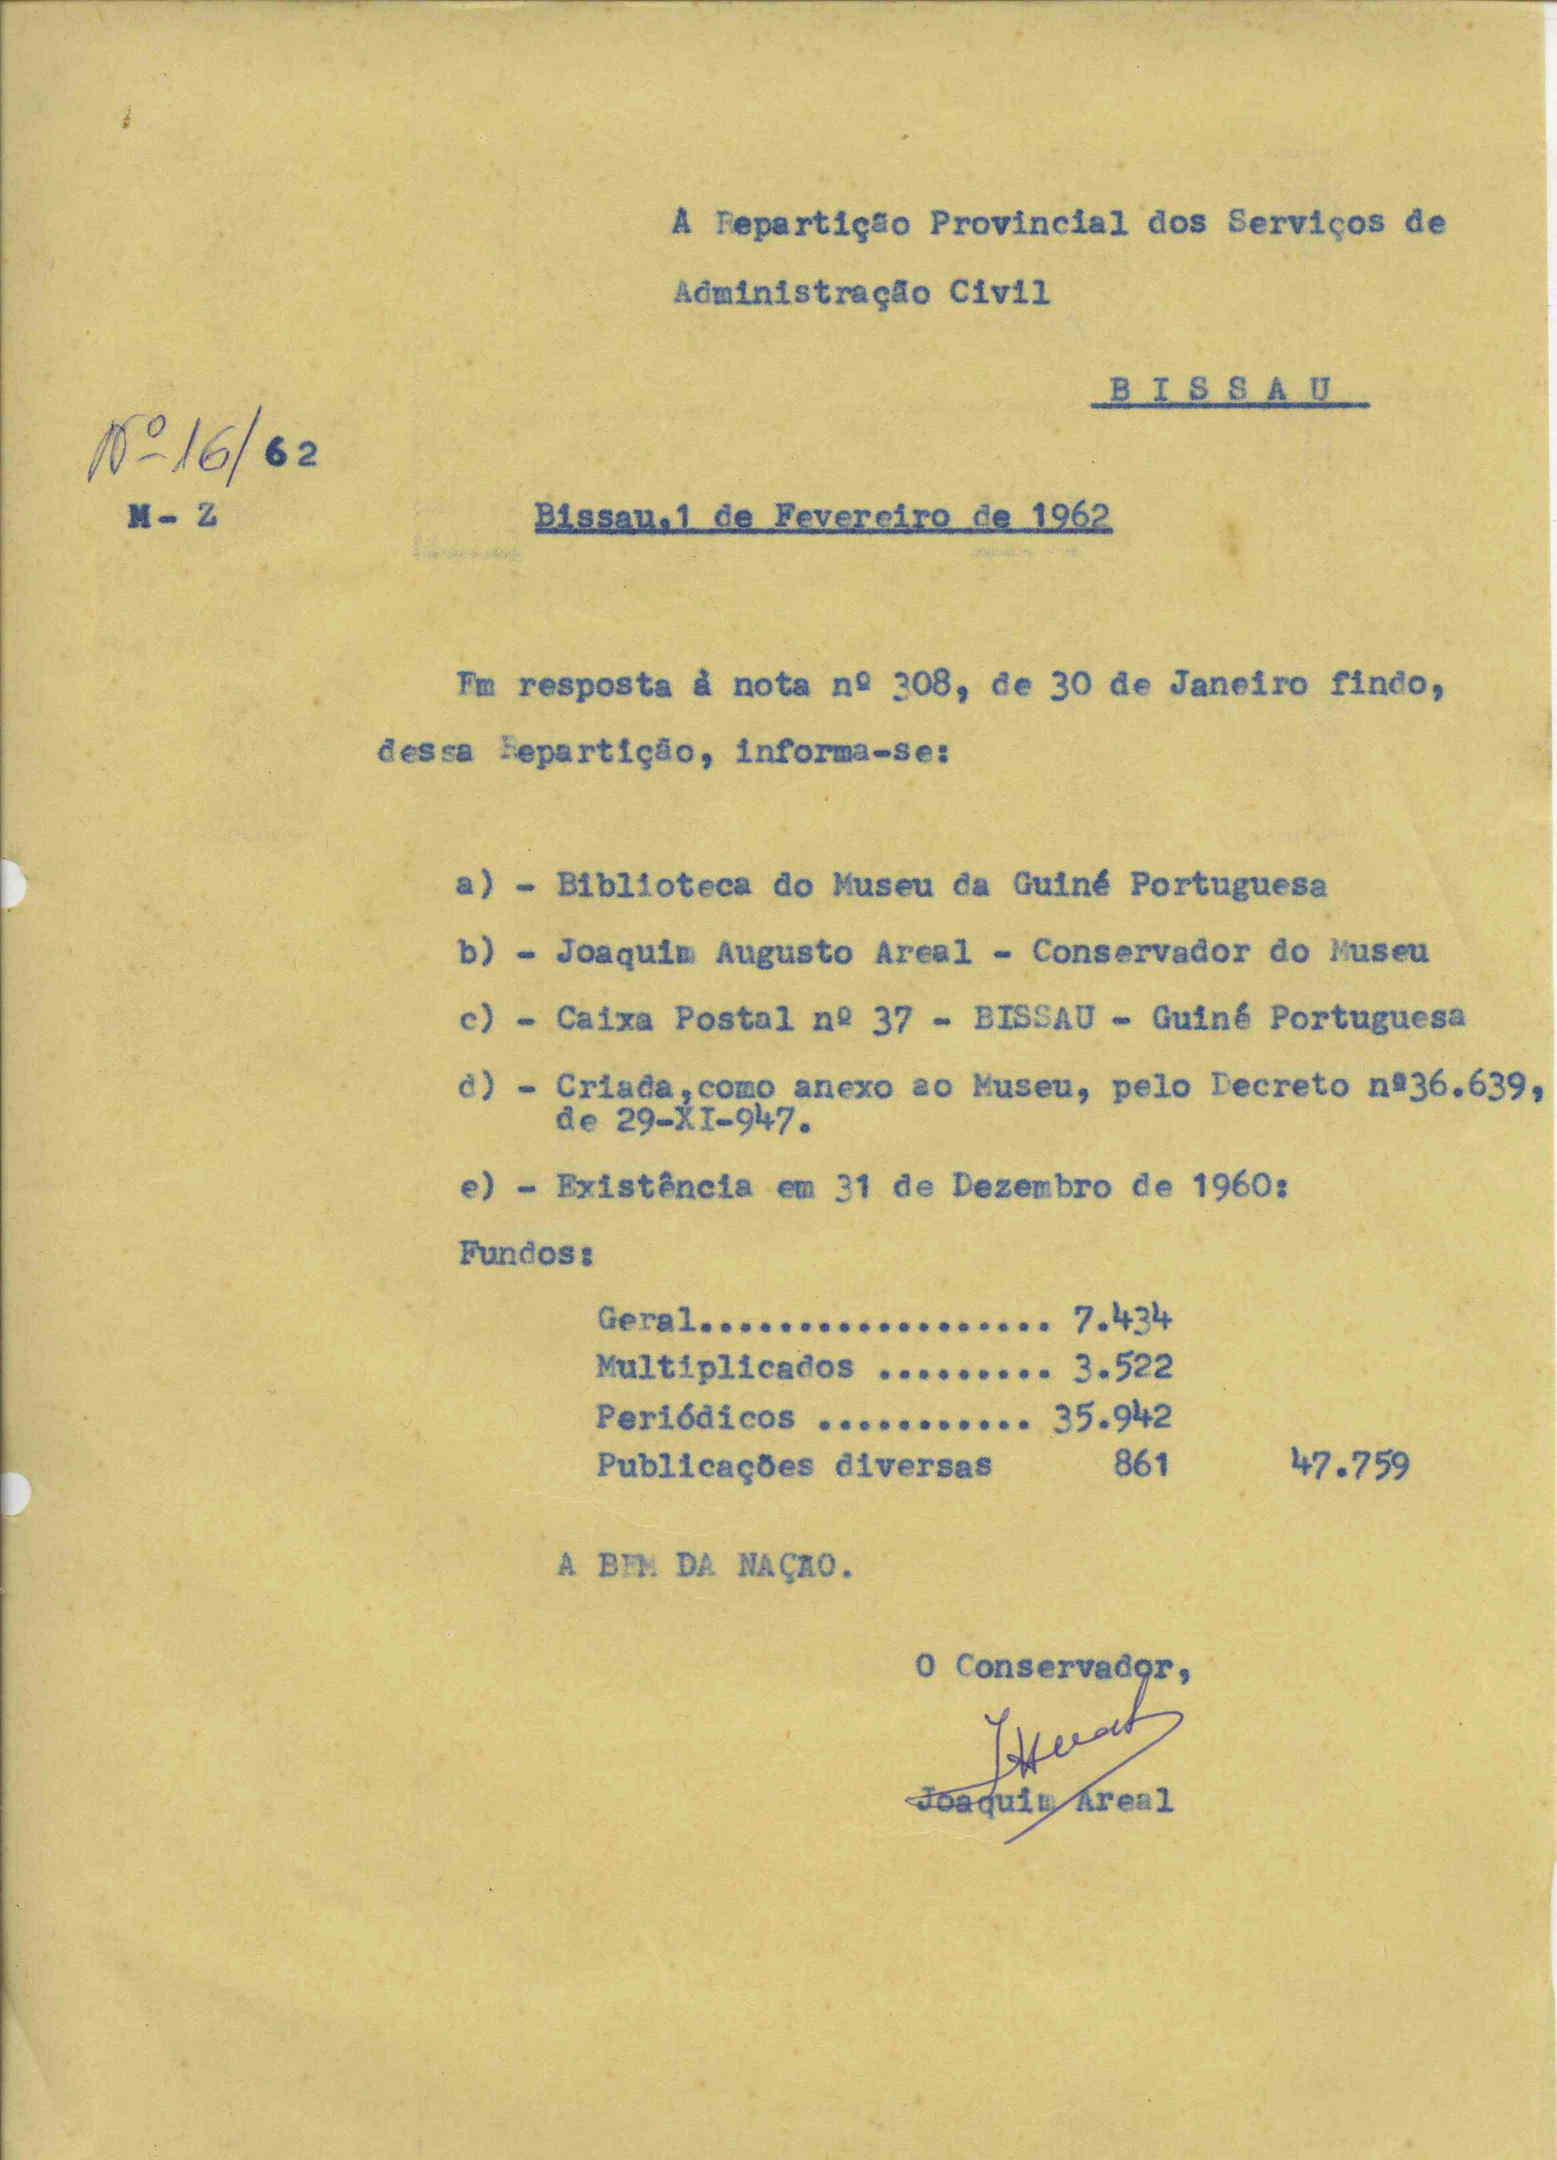 À Repartição Provincial dos Serviços de
Administração Civil
B I S S A U
Nº 16/62
M- Z
Bissau,1 de Fevereiro de 1962
Em resposta à nota nº 308, de 30 de Janeiro findo,
dessa Repartição, informa-se:
a) - Biblioteca do Museu da Guiné Portuguesa
b) - Joaquim Augusto Areal - Conservador do Museu
c) - Caixa Postal nº 37 - BISSAU - Guiné Portuguesa
d) - Criada,como anexo ao Museu, pelo Decreto nº36.639,
de 29-XI-947.
e) - Existência em 31 de Dezembro de 1960:
Fundos:
Geral.................. 7.434
Multiplicados ......... 3.522
Periódicos ........... 35.942
Publicações diversas 861 47.759
A BEM DA NAÇÃO.
O Conservador,
Joaquim Areal